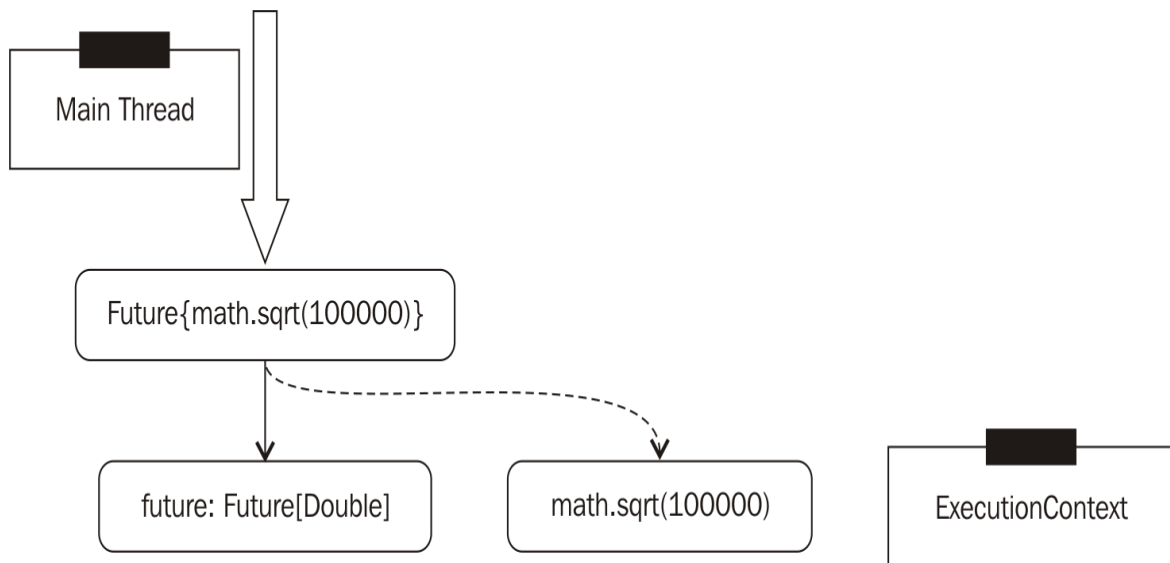 Main Thread
Future{math.sqrt(100000)}
future: Future[Double]
math.sqrt(100000)
ExecutionContext